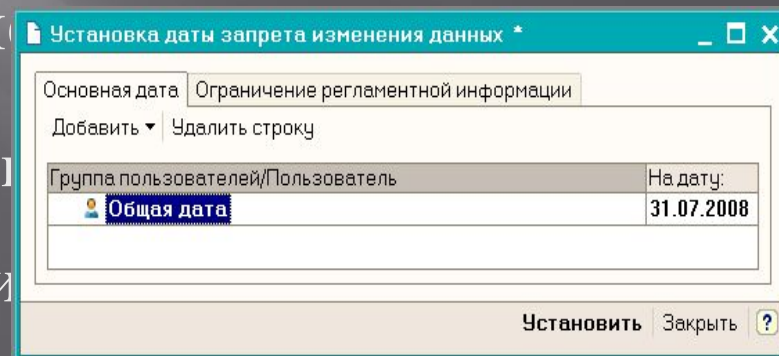 Установка даты запрета изменения данных *
Основная дата Ограничение регламентной информации
Добавить Удалить строку
Группа пользователей/Пользователь На дату:
Общая дата 31.07.2008
Установить Закрыть ?